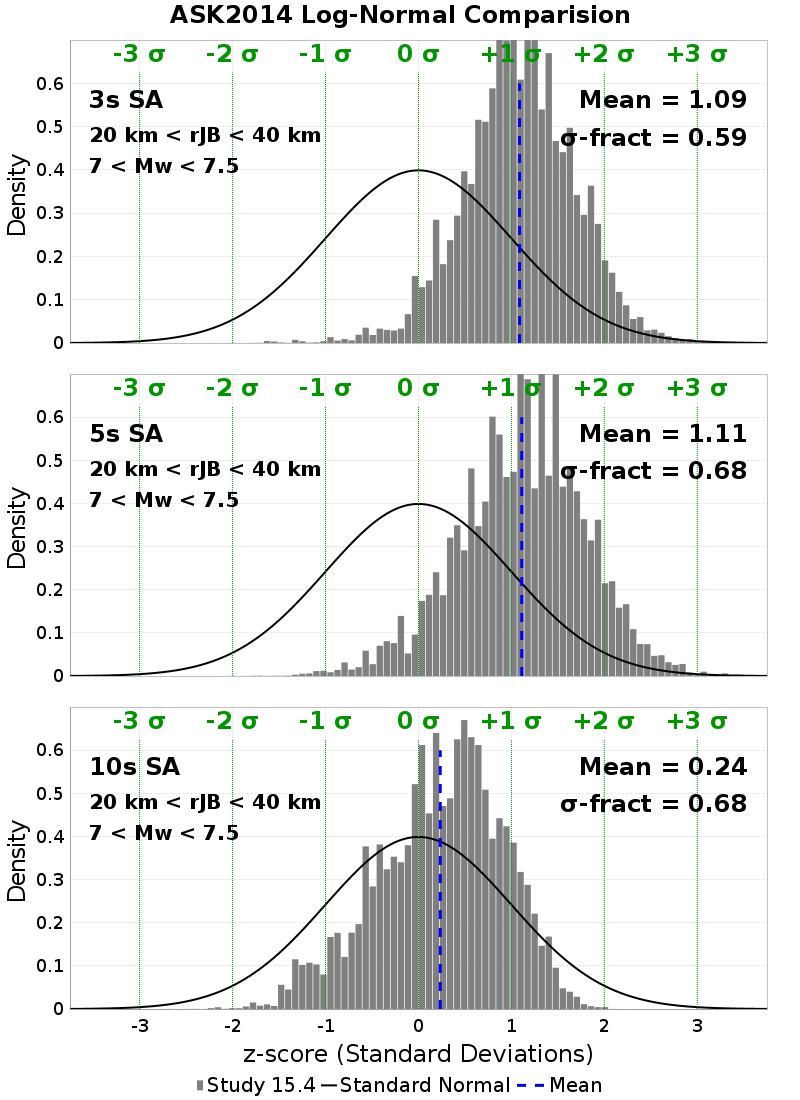 ASK2014 Log-Normal Comparision
-3 σ -2 σ -1 σ 0 σ +1 σ +2 σ +3 σ
3s SA
20 km < rJB < 40 km
7 < Mw < 7.5
Mean = 1.09
σ-fract = 0.59
Density
0.6
0.5
0.4
0.3
0.2
0.1
0
-3 σ -2 σ -1 σ 0 σ +1 σ +2 σ +3 σ
5s SA
20 km < rJB < 40 km
7 < Mw < 7.5
Mean = 1.11
σ-fract = 0.68
Density
0.6
0.5
0.4
0.3
0.2
0.1
0
-3 σ -2 σ -1 σ 0 σ +1 σ +2 σ +3 σ
10s SA
20 km < rJB < 40 km
7 < Mw < 7.5
Mean = 0.24
σ-fract = 0.68
Density
0.6
0.5
0.4
0.3
0.2
0.1
0
-3 -2 -1 0 1 2 3
z-score (Standard Deviations)
Study 15.4 Standard Normal Mean